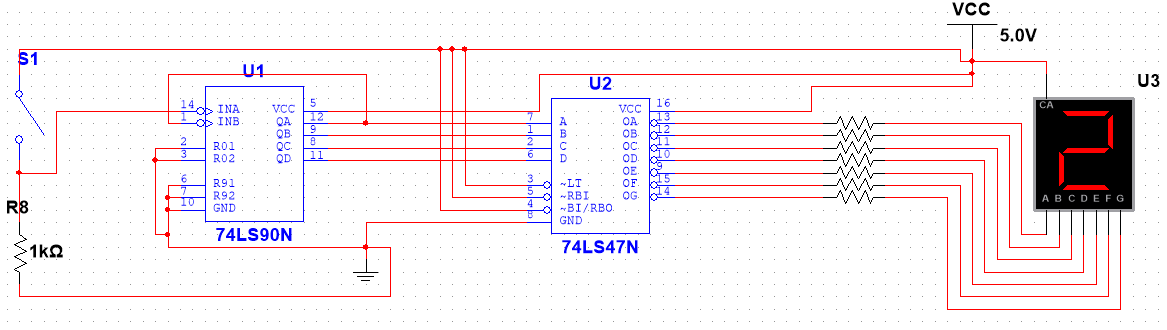 VCC
5.0V
S1
U1
U2
U3
14 INA VCC 5
1 INB QA 12
QB 9
2 R01 QC 8
3 R02 QD 11
6 R91
7 R92
10 GND
74LS90N
VCC 16
7 A OA 13
1 B OB 12
2 C OC 11
6 D OD 10
OE 9
3 ~LT OF 15
5 ~RBI OG 14
4 ~BI/RBO
8 GND
74LS47N
CA
2
A B C D E F G
R8
1kΩ